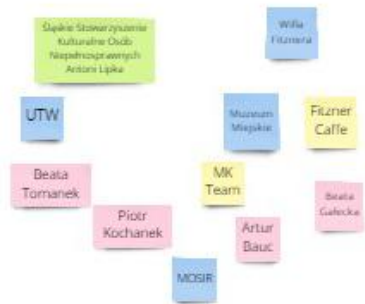 Śląskie Stowarzyszenie
Kulturalne Osób
Niepełnosprawnych
Antoni Lipka
Willa
Fitznera
UTW
Muzeum
Miejskie
Fitzner
Caffe
Beata
Tomanek
MK
Team
Piotr
Kochanek
Beata
Gałecka
Artur
Bauc
MOSIR